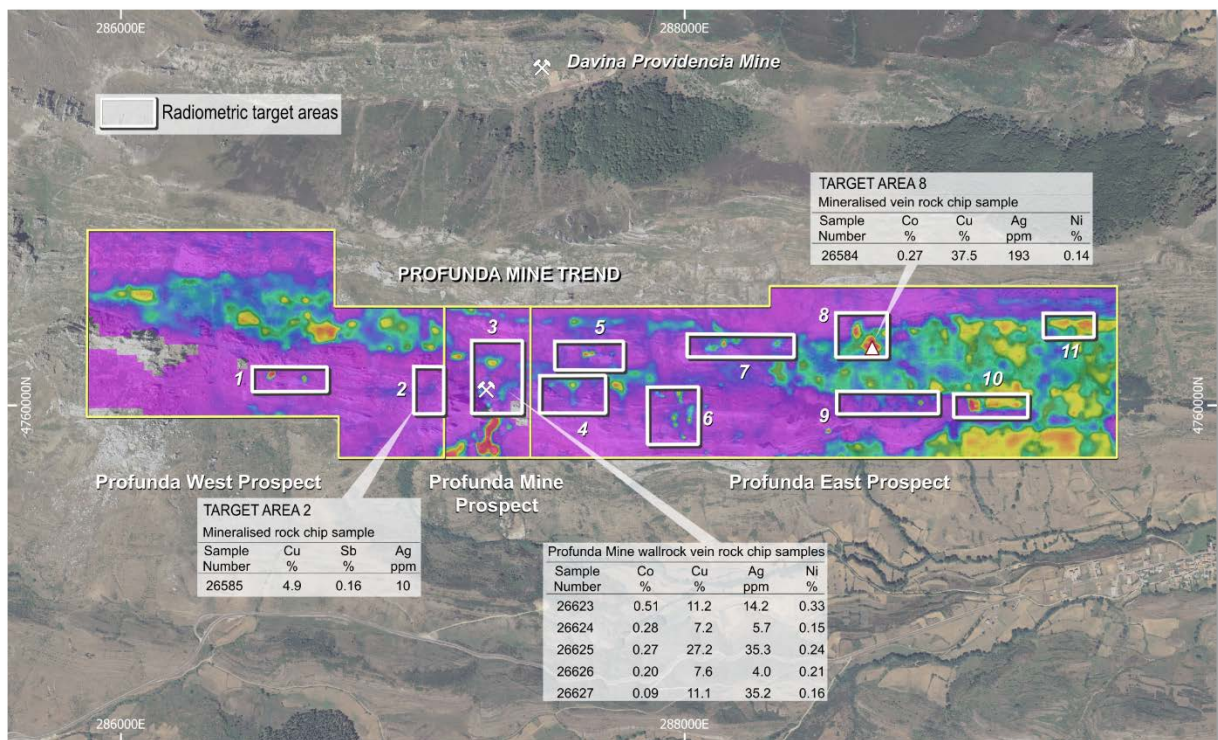 286000E
288000E
Davina Providencia Mine
Radiometric target areas
TARGET AREA 8
Mineralised vein rock chip sample
Sample Number Co % Cu % Ag ppm Ni %
26584 0.27 37.5 193 0.14
PROFUNDA MINE TREND
1
2
3
4
5
6
7
8
9
10
11
4760000N
4760000N
Profunda West Prospect
Profunda Mine
Prospect
Profunda East Prospect
TARGET AREA 2
Mineralised rock chip sample
Sample Number Cu % Sb % Ag ppm
26585 4.9 0.16 10
Profunda Mine wallrock vein rock chip samples
Sample Number Co % Cu % Ag ppm Ni %
26623 0.51 11.2 14.2 0.33
26624 0.28 7.2 5.7 0.15
26625 0.27 27.2 35.3 0.24
26626 0.20 7.6 4.0 0.21
26627 0.09 11.1 35.2 0.16
286000E
288000E